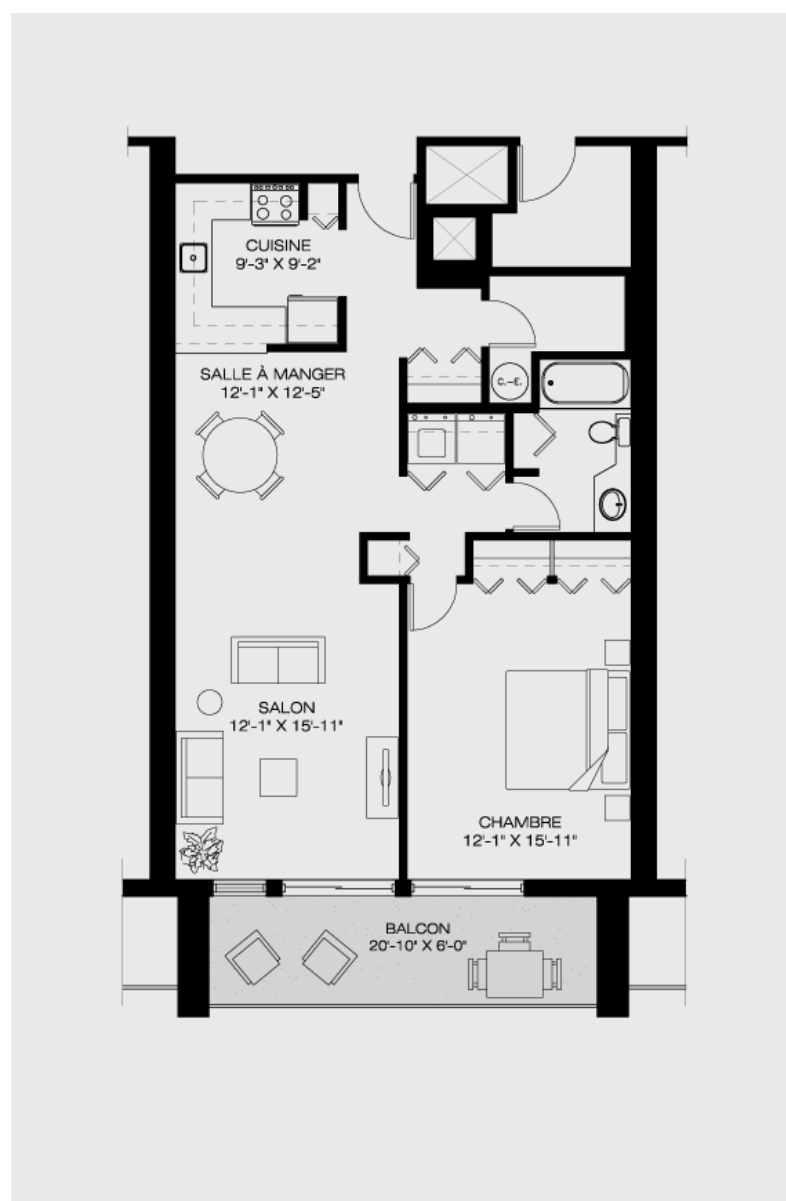 CUISINE
9'-3" X 9'-2"
SALLE À MANGER
12'-1" X 12'-5"
C.-E.
SALON
12'-1" X 15'-11"
CHAMBRE
12'-1" X 15'-11"
BALCON
20'-10" X 6'-0"